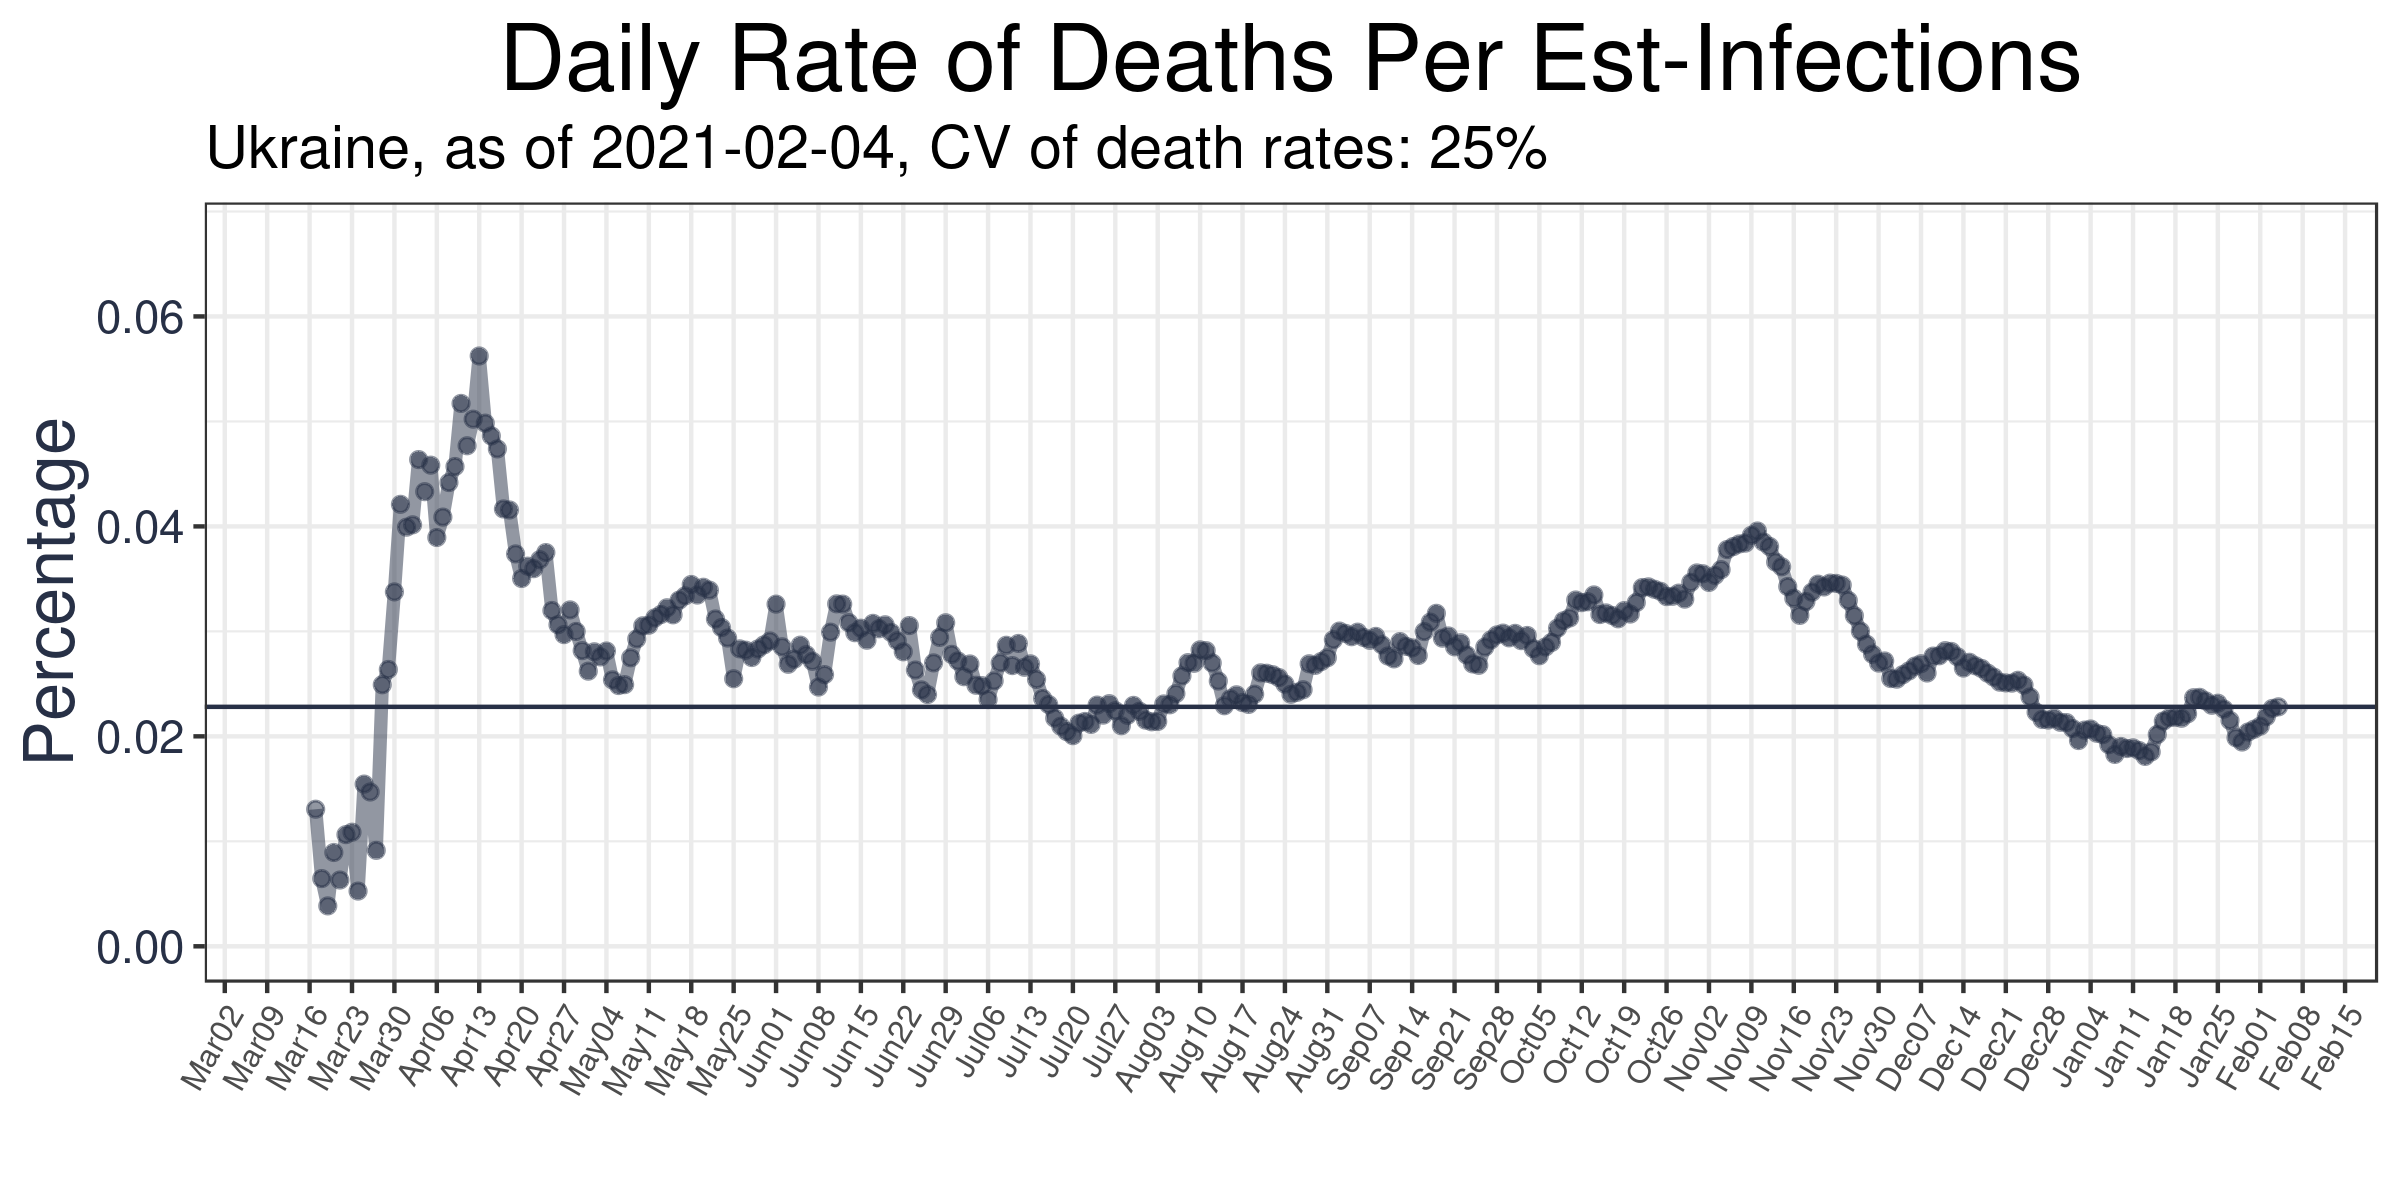 Daily Rate of Deaths Per Est-Infections
Ukraine, as of 2021-02-04, CV of death rates: 25%
Percentage
0.06
0.04
0.02
0.00
Mar02 Mar09 Mar16 Mar23 Mar30 Apr06 Apr13 Apr20 Apr27 May04 May11 May18 May25 Jun01 Jun08 Jun15 Jun22 Jun29 Jul06 Jul13 Jul20 Jul27 Aug03 Aug10 Aug17 Aug24 Aug31 Sep07 Sep14 Sep21 Sep28 Oct05 Oct12 Oct19 Oct26 Nov02 Nov09 Nov16 Nov23 Nov30 Dec07 Dec14 Dec21 Dec28 Jan04 Jan11 Jan18 Jan25 Feb01 Feb08 Feb15